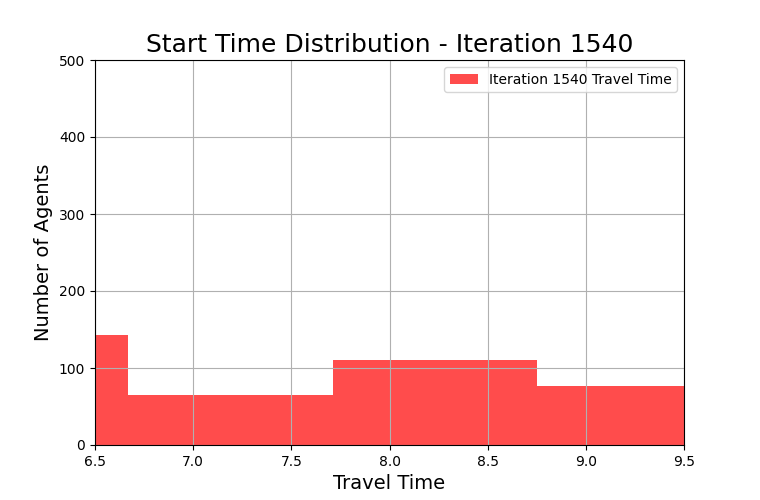 Start Time Distribution - Iteration 1540
500
400
300
200
100
0
Number of Agents
Iteration 1540 Travel Time
6.5 7.0 7.5 8.0 8.5 9.0 9.5
Travel Time